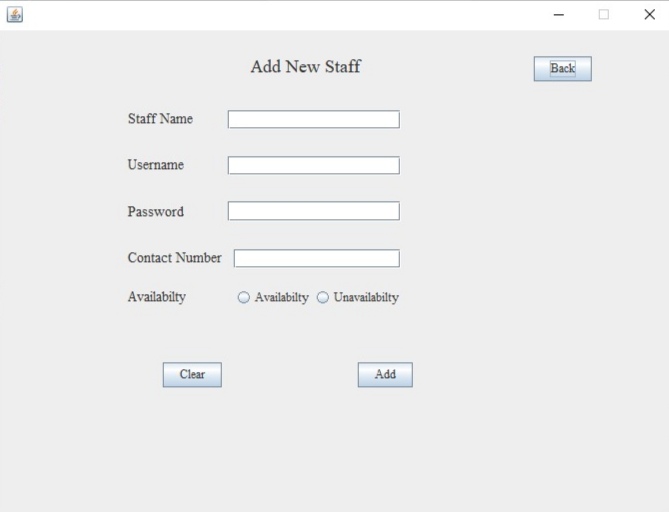 Add New Staff
Back
Staff Name
Username
Password
Contact Number
Availabilty
Availabilty
Unavailabilty
Clear
Add